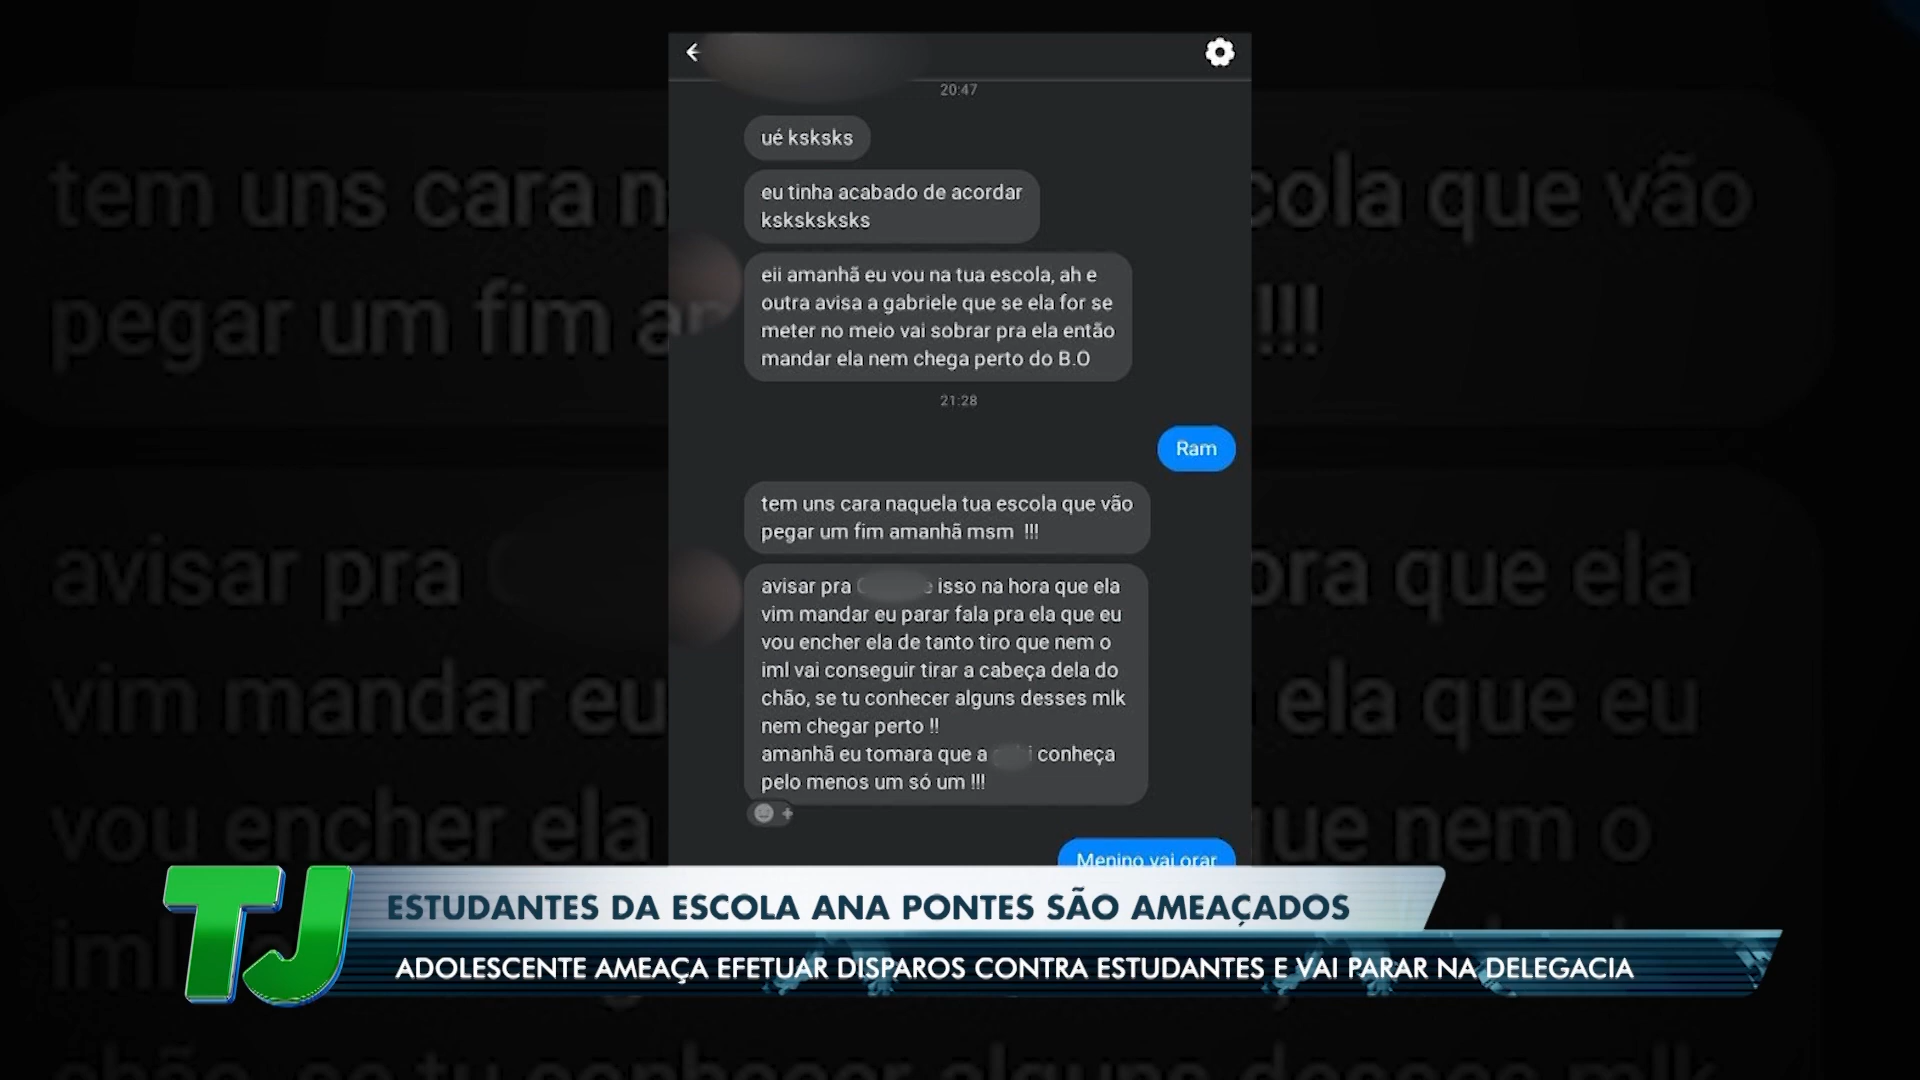 20:47
ué ksksks
eu tinha acabado de acordar
ksksksksks
eii amanhã eu vou na tua escola, ah e
outra avisa a gabriele que se ela for se
meter no meio vai sobrar pra ela então
mandar ela nem chega perto do B.O
21:28
Ram
tem uns cara naquela tua escola que vão
pegar um fim amanhã msm !!!
avisar pra isso na hora que ela
vim mandar eu parar fala pra ela que eu
vou encher ela de tanto tiro que nem o
iml vai conseguir tirar a cabeça dela do
chão, se tu conhecer alguns desses mlk
nem chegar perto !!
amanhã eu tomara que a conheça
pelo menos um só um !!!
Menino vai orar
TJ
ESTUDANTES DA ESCOLA ANA PONTES SÃO AMEAÇADOS
ADOLESCENTE AMEAÇA EFETUAR DISPAROS CONTRA ESTUDANTES E VAI PARAR NA DELEGACIA